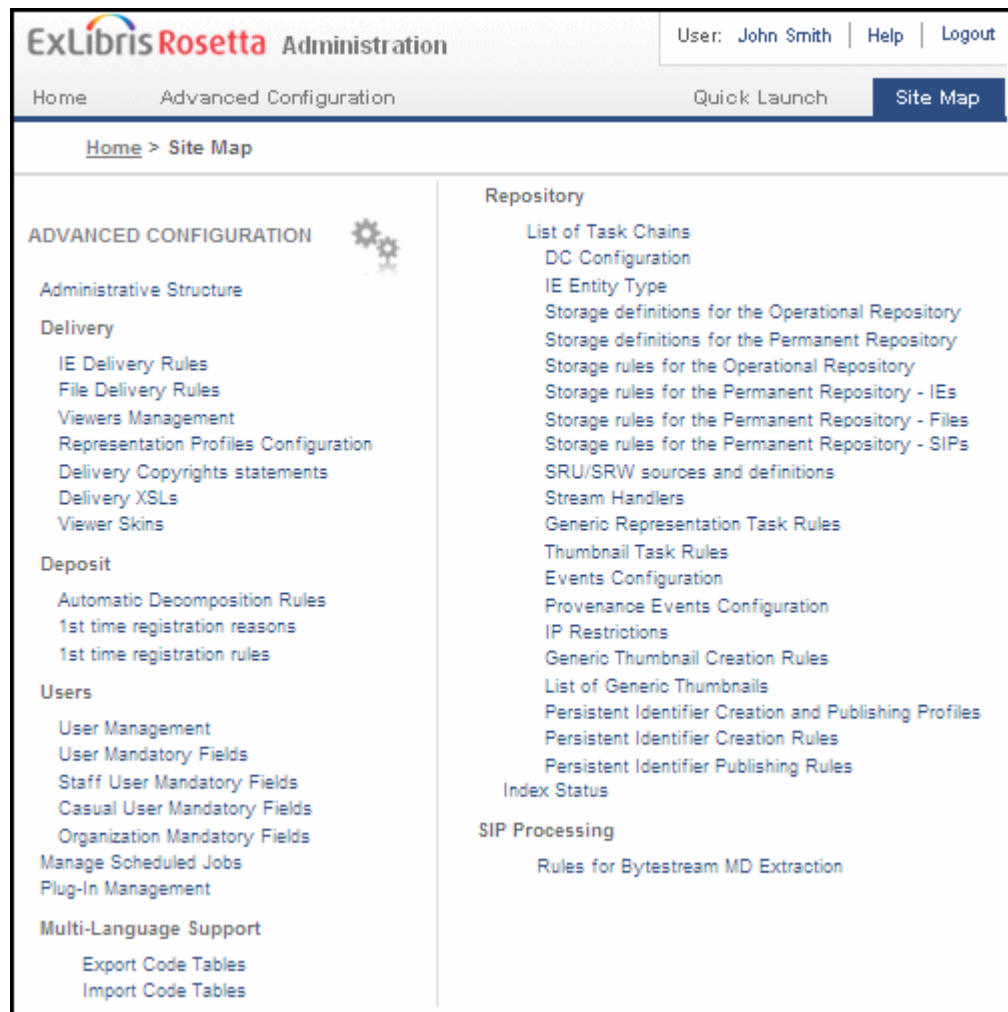 ExLibris Rosetta Administration
User: John Smith | Help | Logout
Home Advanced Configuration Quick Launch Site Map
Home > Site Map
ADVANCED CONFIGURATION
Administrative Structure
Delivery
IE Delivery Rules
File Delivery Rules
Viewers Management
Representation Profiles Configuration
Delivery Copyrights statements
Delivery XSLs
Viewer Skins
Deposit
Automatic Decomposition Rules
1st time registration reasons
1st time registration rules
Users
User Management
User Mandatory Fields
Staff User Mandatory Fields
Casual User Mandatory Fields
Organization Mandatory Fields
Manage Scheduled Jobs
Plug-In Management
Multi-Language Support
Export Code Tables
Import Code Tables
Repository
List of Task Chains
DC Configuration
IE Entity Type
Storage definitions for the Operational Repository
Storage definitions for the Permanent Repository
Storage rules for the Operational Repository
Storage rules for the Permanent Repository - IEs
Storage rules for the Permanent Repository - Files
Storage rules for the Permanent Repository - SIPs
SRU/SRW sources and definitions
Stream Handlers
Generic Representation Task Rules
Thumbnail Task Rules
Events Configuration
Provenance Events Configuration
IP Restrictions
Generic Thumbnail Creation Rules
List of Generic Thumbnails
Persistent Identifier Creation and Publishing Profiles
Persistent Identifier Creation Rules
Persistent Identifier Publishing Rules
Index Status
SIP Processing
Rules for Bytestream MD Extraction